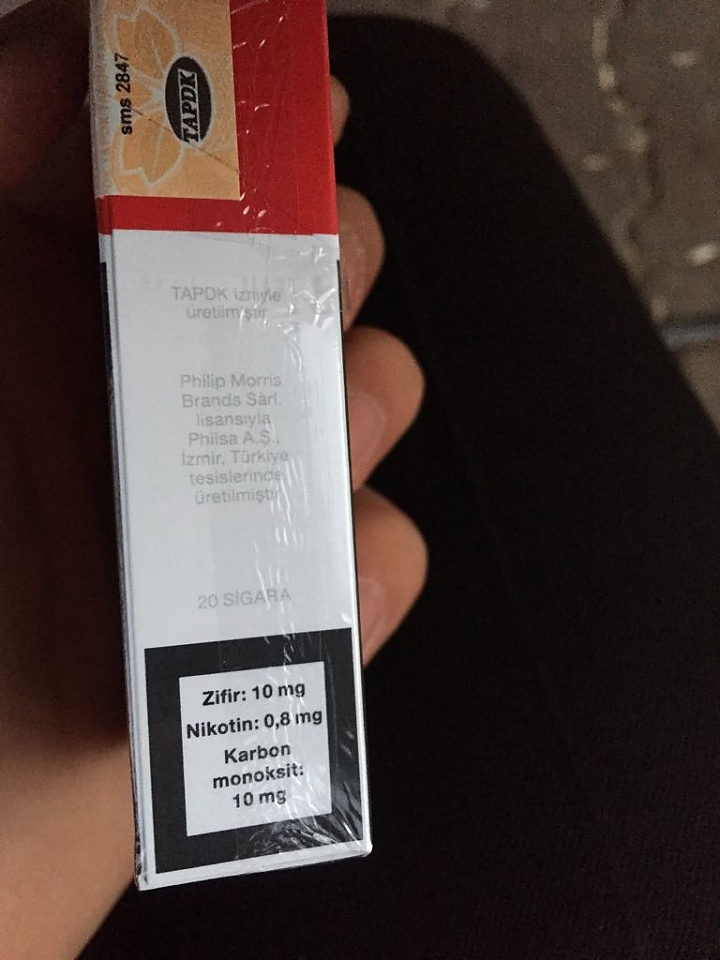 sms 2847
TAPDK
TAPDK izniyle
üretilmiştir
Philip Morris
Brands Sàrl.
lisansıyla
Philsa A.Ş.,
İzmir, Türkiye
tesislerinde
üretilmiştir
20 SİGARA
Zifir: 10 mg
Nikotin: 0,8 mg
Karbon
monoksit:
10 mg